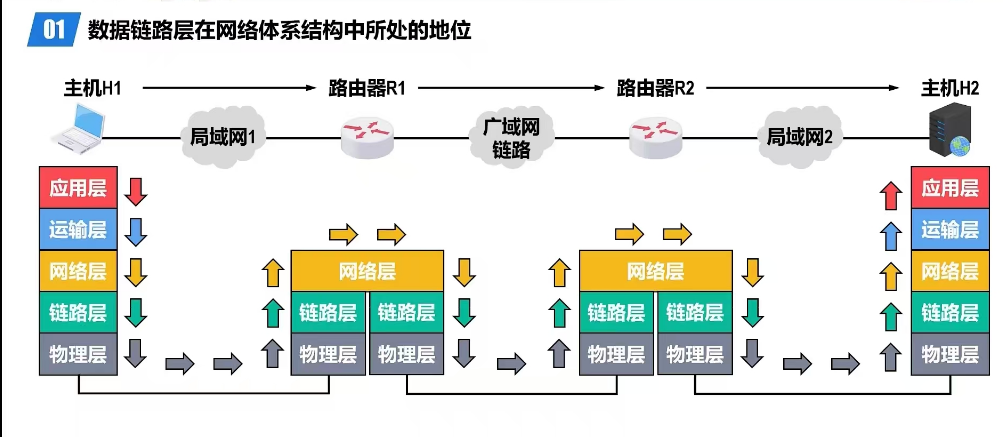 01 数据链路层在网络体系结构中所处的地位
主机H1 路由器R1 路由器R2 主机H2
局域网1 广域网 局域网2
链路
应用层 应用层
运输层 运输层
网络层 网络层 网络层 网络层
链路层 链路层 链路层 链路层 链路层 链路层
物理层 物理层 物理层 物理层 物理层 物理层